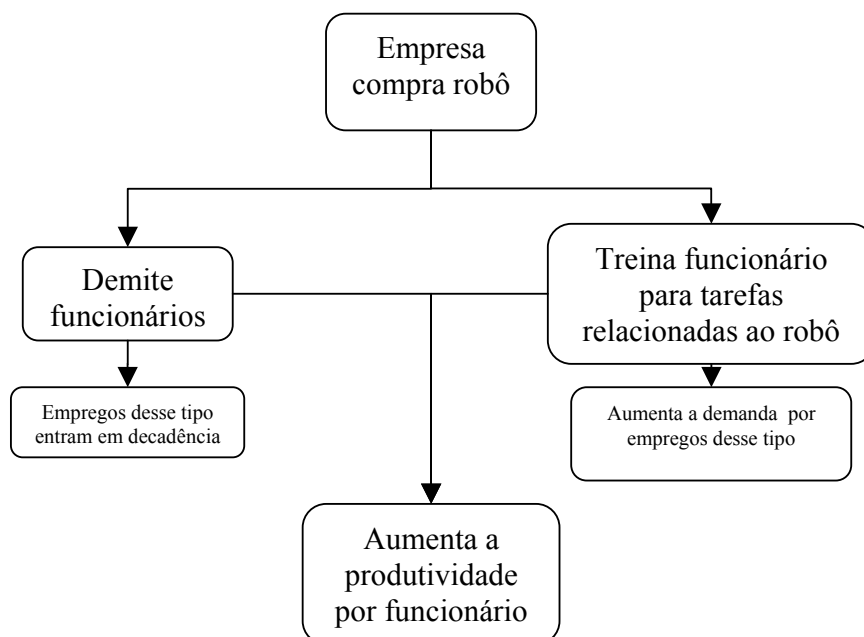 Empresa
compra robô
Demite
funcionários
Treina funcionário
para tarefas
relacionadas ao robô
Empregos desse tipo
entram em decadência
Aumenta a demanda por
empregos desse tipo
Aumenta a
produtividade
por funcionário